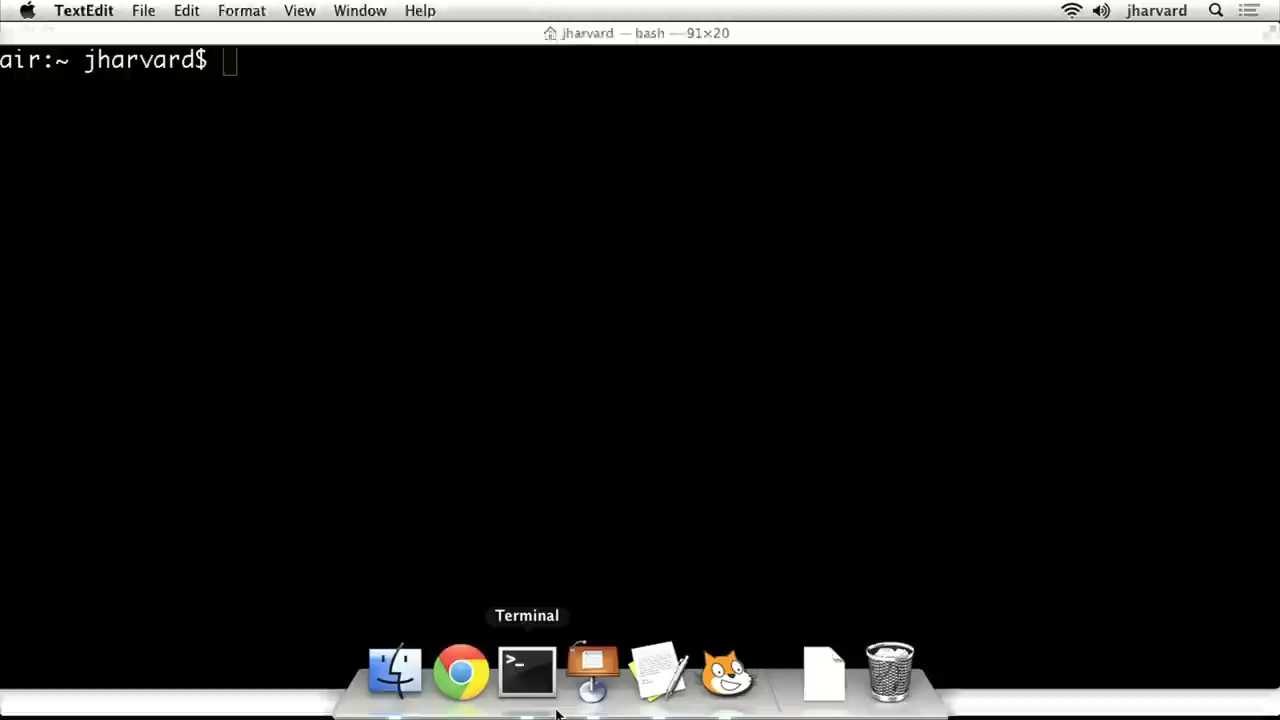 TextEdit File Edit Format View Window Help jharvard
jharvard — bash — 91×20
air:~ jharvard$
Terminal
>_